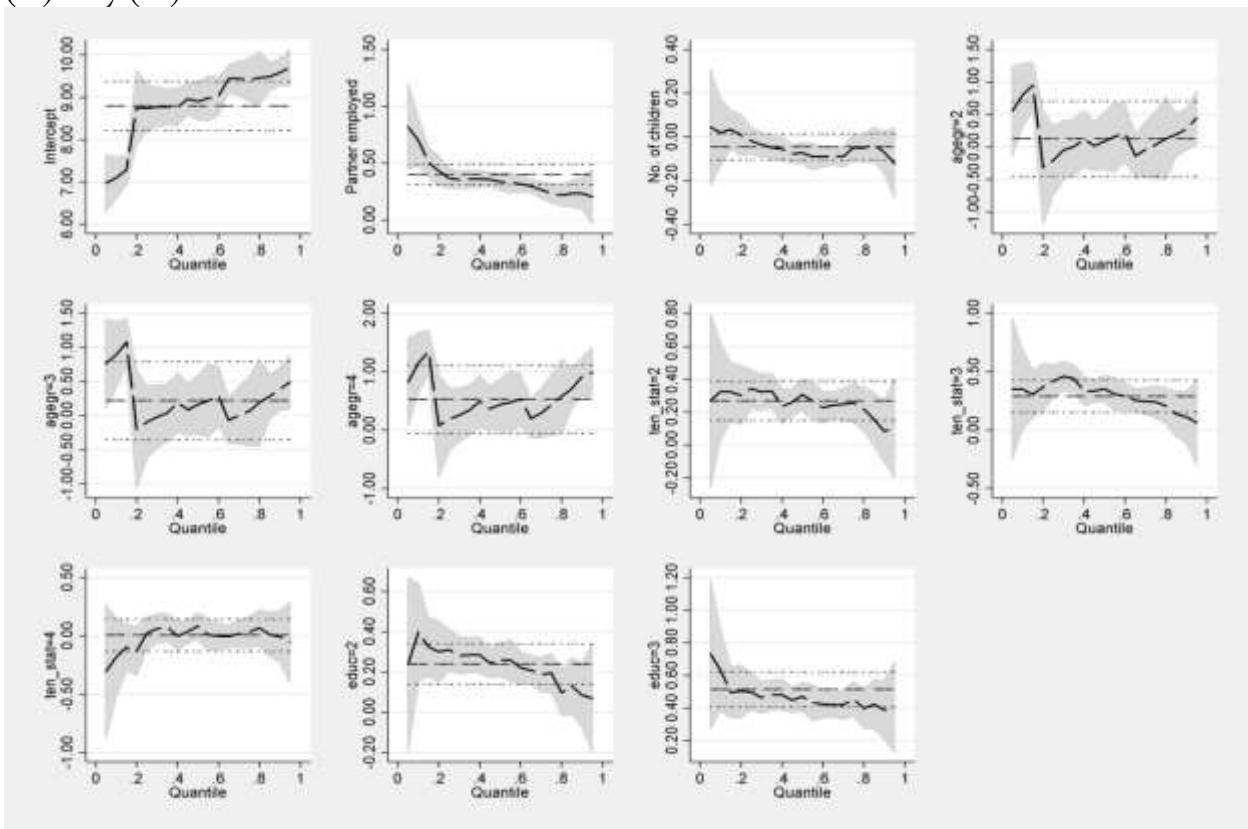 Intercept
6.00 7.00 8.00 9.00 10.00
0 .2 .4 .6 .8 1
Quantile
Partner employed
0.00 0.50 1.00 1.50
0 .2 .4 .6 .8 1
Quantile
No. of children
-0.40 -0.20 0.00 0.20 0.40
0 .2 .4 .6 .8 1
Quantile
agegr=2
-1.00 -0.50 0.00 0.50 1.00 1.50
0 .2 .4 .6 .8 1
Quantile
agegr=3
-1.00 -0.50 0.00 0.50 1.00 1.50
0 .2 .4 .6 .8 1
Quantile
agegr=4
-1.00 0.00 1.00 2.00
0 .2 .4 .6 .8 1
Quantile
ten_stat=2
-0.20 0.00 0.20 0.40 0.60 0.80
0 .2 .4 .6 .8 1
Quantile
ten_stat=3
-0.50 0.00 0.50 1.00
0 .2 .4 .6 .8 1
Quantile
ten_stat=4
-1.00 -0.50 0.00 0.50
0 .2 .4 .6 .8 1
Quantile
educ=2
-0.20 0.00 0.20 0.40 0.60
0 .2 .4 .6 .8 1
Quantile
educ=3
0.20 0.40 0.60 0.80 1.00 1.20
0 .2 .4 .6 .8 1
Quantile